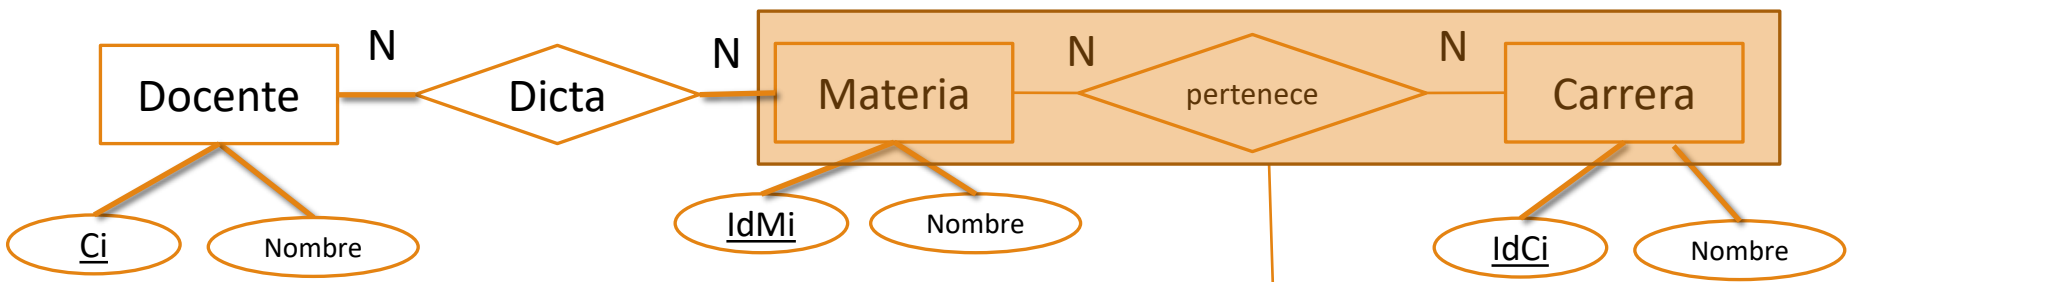 N
N
N
N
Docente
Dicta
Materia
pertenece
Carrera
Ci
Nombre
IdMi
Nombre
IdCi
Nombre